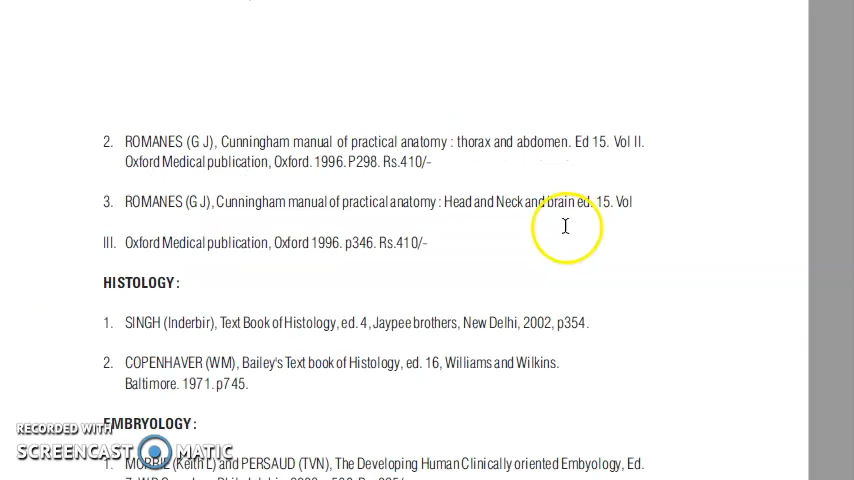 2. ROMANES (G J), Cunningham manual of practical anatomy : thorax and abdomen. Ed 15. Vol II.
Oxford Medical publication, Oxford. 1996. P298. Rs.410/-
3. ROMANES (G J), Cunningham manual of practical anatomy : Head and Neck and brain ed. 15. Vol
III. Oxford Medical publication, Oxford 1996. p346. Rs.410/-
HISTOLOGY :
1. SINGH (Inderbir), Text Book of Histology, ed. 4, Jaypee brothers, New Delhi, 2002, p354.
2. COPENHAVER (WM), Bailey's Text book of Histology, ed. 16, Williams and Wilkins.
Baltimore. 1971. p745.
EMBRYOLOGY :
1. MORRIE (Keith L) and PERSAUD (TVN), The Developing Human Clinically oriented Embyology, Ed.
RECORDED WITH
SCREENCAST MATIC